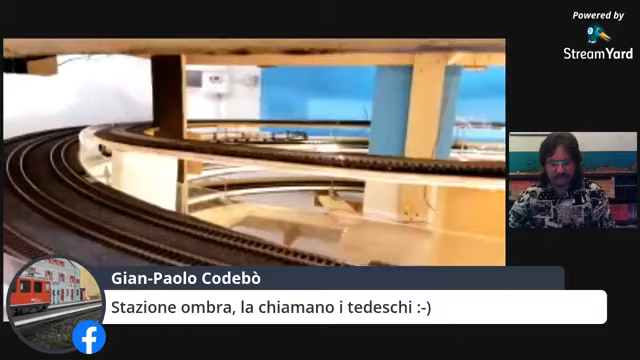 Powered by
StreamYard
Gian-Paolo Codebò
Stazione ombra, la chiamano i tedeschi :-)